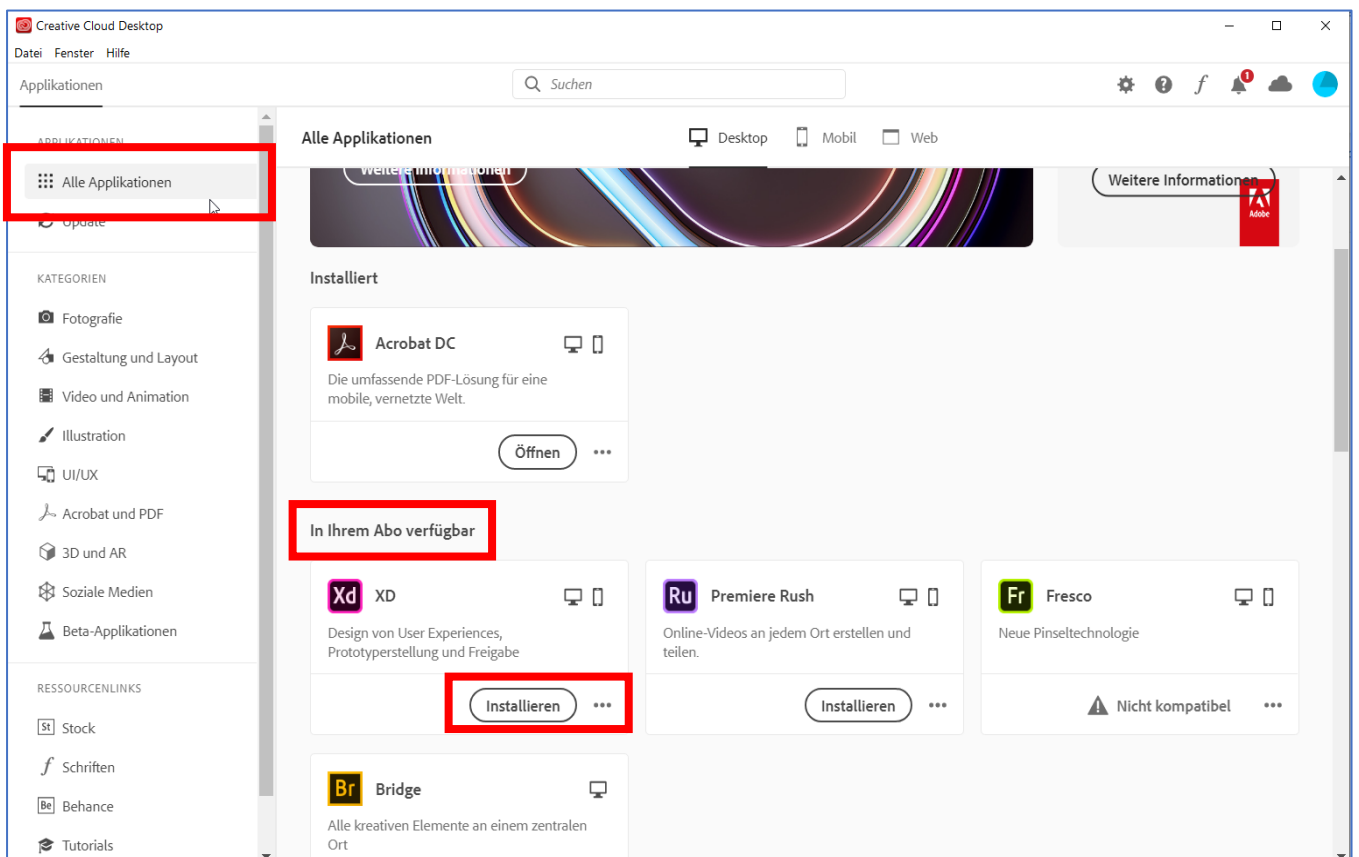 Creative Cloud Desktop
Datei Fenster Hilfe
Applikationen
Suchen
1
APPLIKATIONEN
Alle Applikationen
Update
KATEGORIEN
Fotografie
Gestaltung und Layout
Video und Animation
Illustration
UI/UX
Acrobat und PDF
3D und AR
Soziale Medien
Beta-Applikationen
RESSOURCENLINKS
St Stock
Schriften
Be Behance
Tutorials
Alle Applikationen
Desktop Mobil Web
Weitere Informationen
Weitere Informationen
Adobe
Installiert
Acrobat DC
Die umfassende PDF-Lösung für eine
mobile, vernetzte Welt.
Öffnen
In Ihrem Abo verfügbar
Xd XD
Design von User Experiences,
Prototyperstellung und Freigabe
Installieren
Ru Premiere Rush
Online-Videos an jedem Ort erstellen und
teilen.
Installieren
Fr Fresco
Neue Pinseltechnologie
Nicht kompatibel
Br Bridge
Alle kreativen Elemente an einem zentralen
Ort